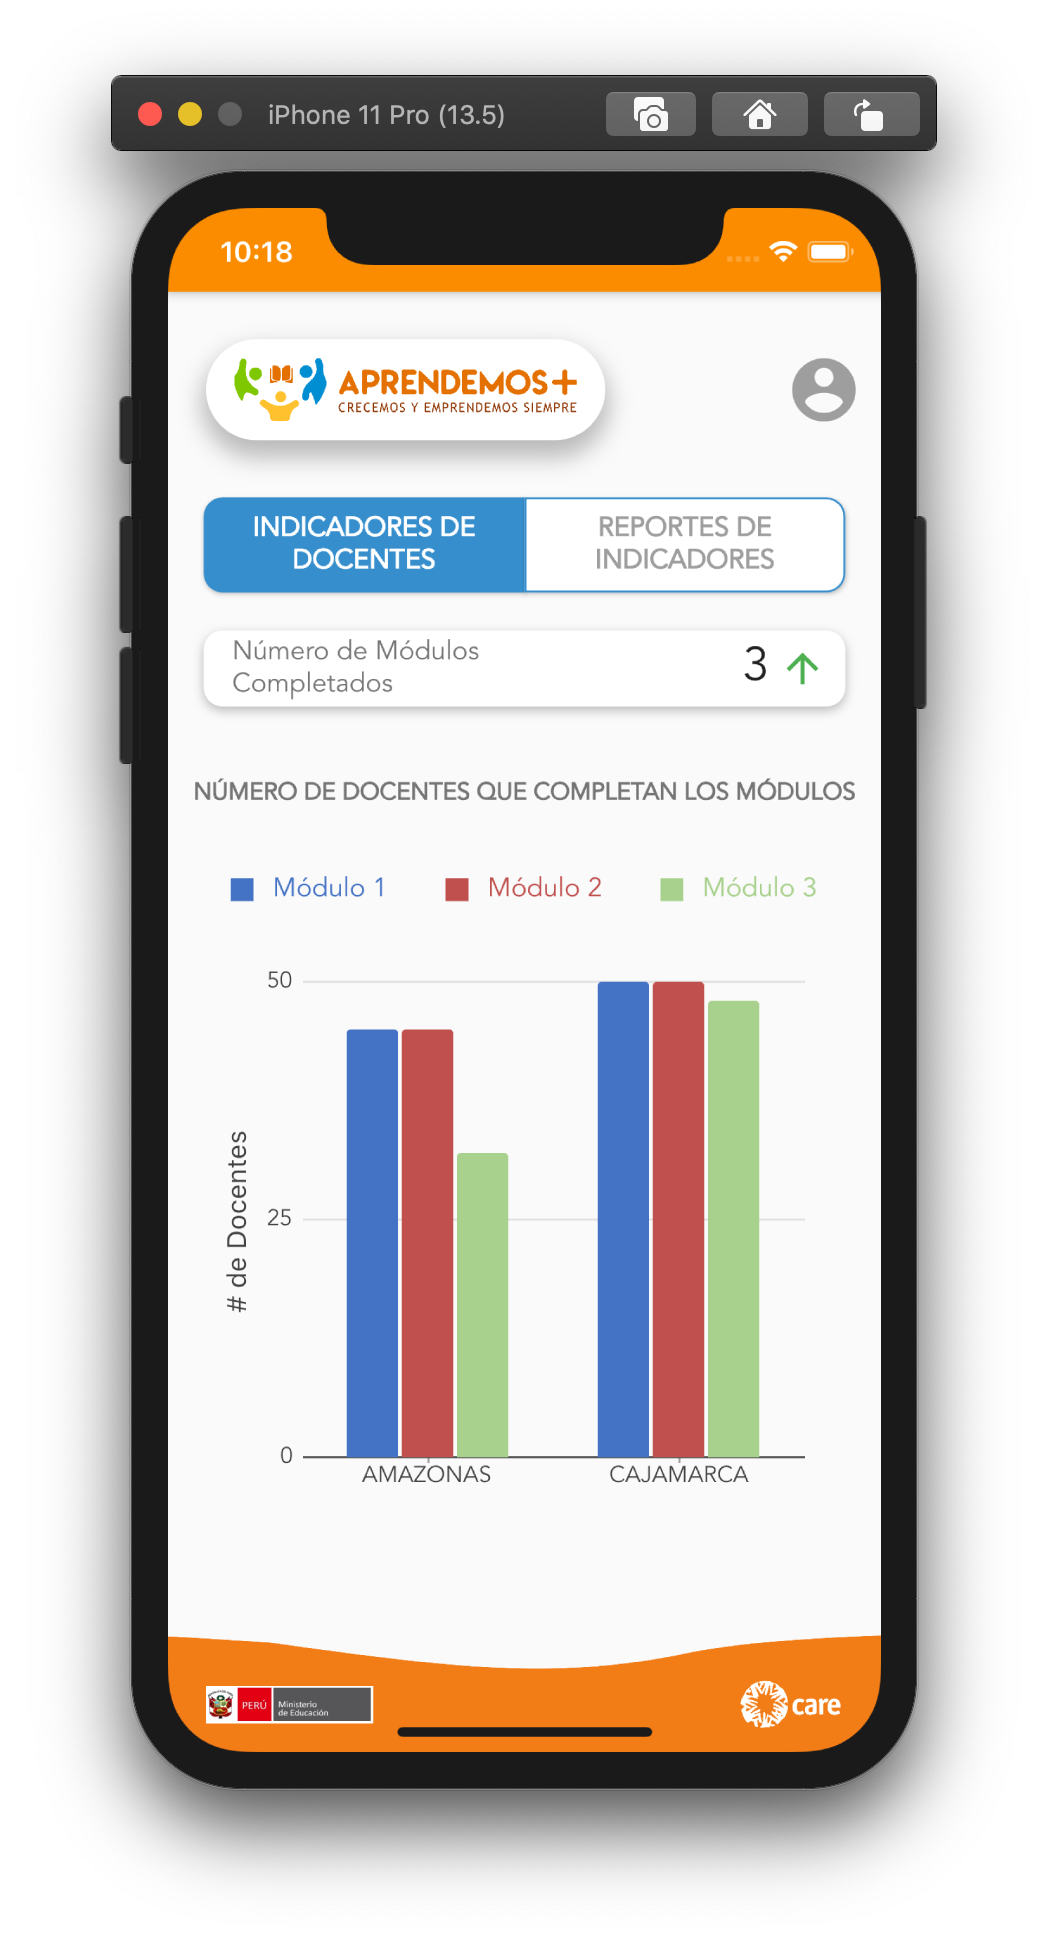 iPhone 11 Pro (13.5)
10:18
APRENDEMOS+
CRECEMOS Y EMPRENDEMOS SIEMPRE
INDICADORES DE
DOCENTES
REPORTES DE
INDICADORES
Número de Módulos
Completados
3
NÚMERO DE DOCENTES QUE COMPLETAN LOS MÓDULOS
Módulo 1
Módulo 2
Módulo 3
50
25
0
# de Docentes
AMAZONAS
CAJAMARCA
PERÚ
Ministerio
de Educación
care